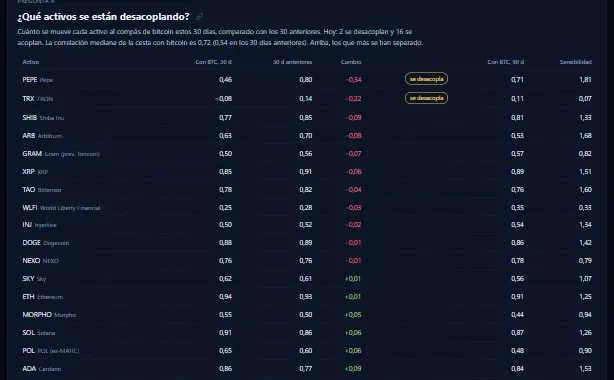 PREGUNTA 4
¿Qué activos se están desacoplando?
Cuánto se mueve cada activo al compás de bitcoin estos 30 días, comparado con los 30 anteriores. Hoy: 2 se desacoplan y 16 se
acoplan. La correlación mediana de la cesta con bitcoin es 0,72 (0,54 en los 30 días anteriores). Arriba, los que más se han separado.
Activo Con BTC, 30 d 30 d anteriores Cambio Con BTC, 90 d Sensibilidad
PEPE Pepe 0,46 0,80 −0,34 se desacopla 0,71 1,81
TRX TRON −0,08 0,14 −0,22 se desacopla 0,11 0,07
SHIB Shiba Inu 0,77 0,85 −0,09 0,81 1,33
ARB Arbitrum 0,63 0,70 −0,08 0,53 1,68
GRAM Gram (prev. Toncoin) 0,50 0,56 −0,07 0,57 0,82
XRP XRP 0,85 0,91 −0,06 0,89 1,51
TAO Bittensor 0,78 0,82 −0,04 0,76 1,60
WLFI World Liberty Financial 0,25 0,28 −0,03 0,35 0,33
INJ Injective 0,50 0,52 −0,02 0,54 1,34
DOGE Dogecoin 0,88 0,89 −0,01 0,86 1,42
NEXO NEXO 0,76 0,76 −0,01 0,78 0,79
SKY Sky 0,62 0,61 +0,01 0,56 1,07
ETH Ethereum 0,94 0,93 +0,01 0,91 1,25
MORPHO Morpho 0,55 0,50 +0,05 0,44 0,94
SOL Solana 0,91 0,86 +0,06 0,87 1,26
POL POL (ex-MATIC) 0,65 0,60 +0,06 0,48 0,90
ADA Cardano 0,86 0,77 +0,09 0,84 1,53